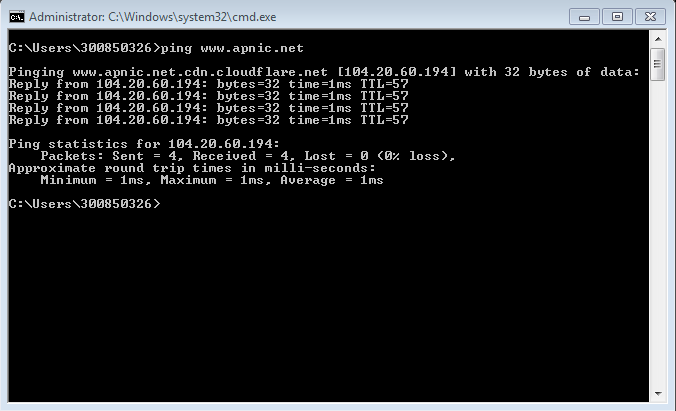 Administrator: C:\Windows\system32\cmd.exe
C:\Users\300850326>ping www.apnic.net
Pinging www.apnic.net.cdn.cloudflare.net [104.20.60.194] with 32 bytes of data:
Reply from 104.20.60.194: bytes=32 time=1ms TTL=57
Reply from 104.20.60.194: bytes=32 time=1ms TTL=57
Reply from 104.20.60.194: bytes=32 time=1ms TTL=57
Reply from 104.20.60.194: bytes=32 time=1ms TTL=57
Ping statistics for 104.20.60.194:
    Packets: Sent = 4, Received = 4, Lost = 0 (0% loss),
Approximate round trip times in milli-seconds:
    Minimum = 1ms, Maximum = 1ms, Average = 1ms
C:\Users\300850326>